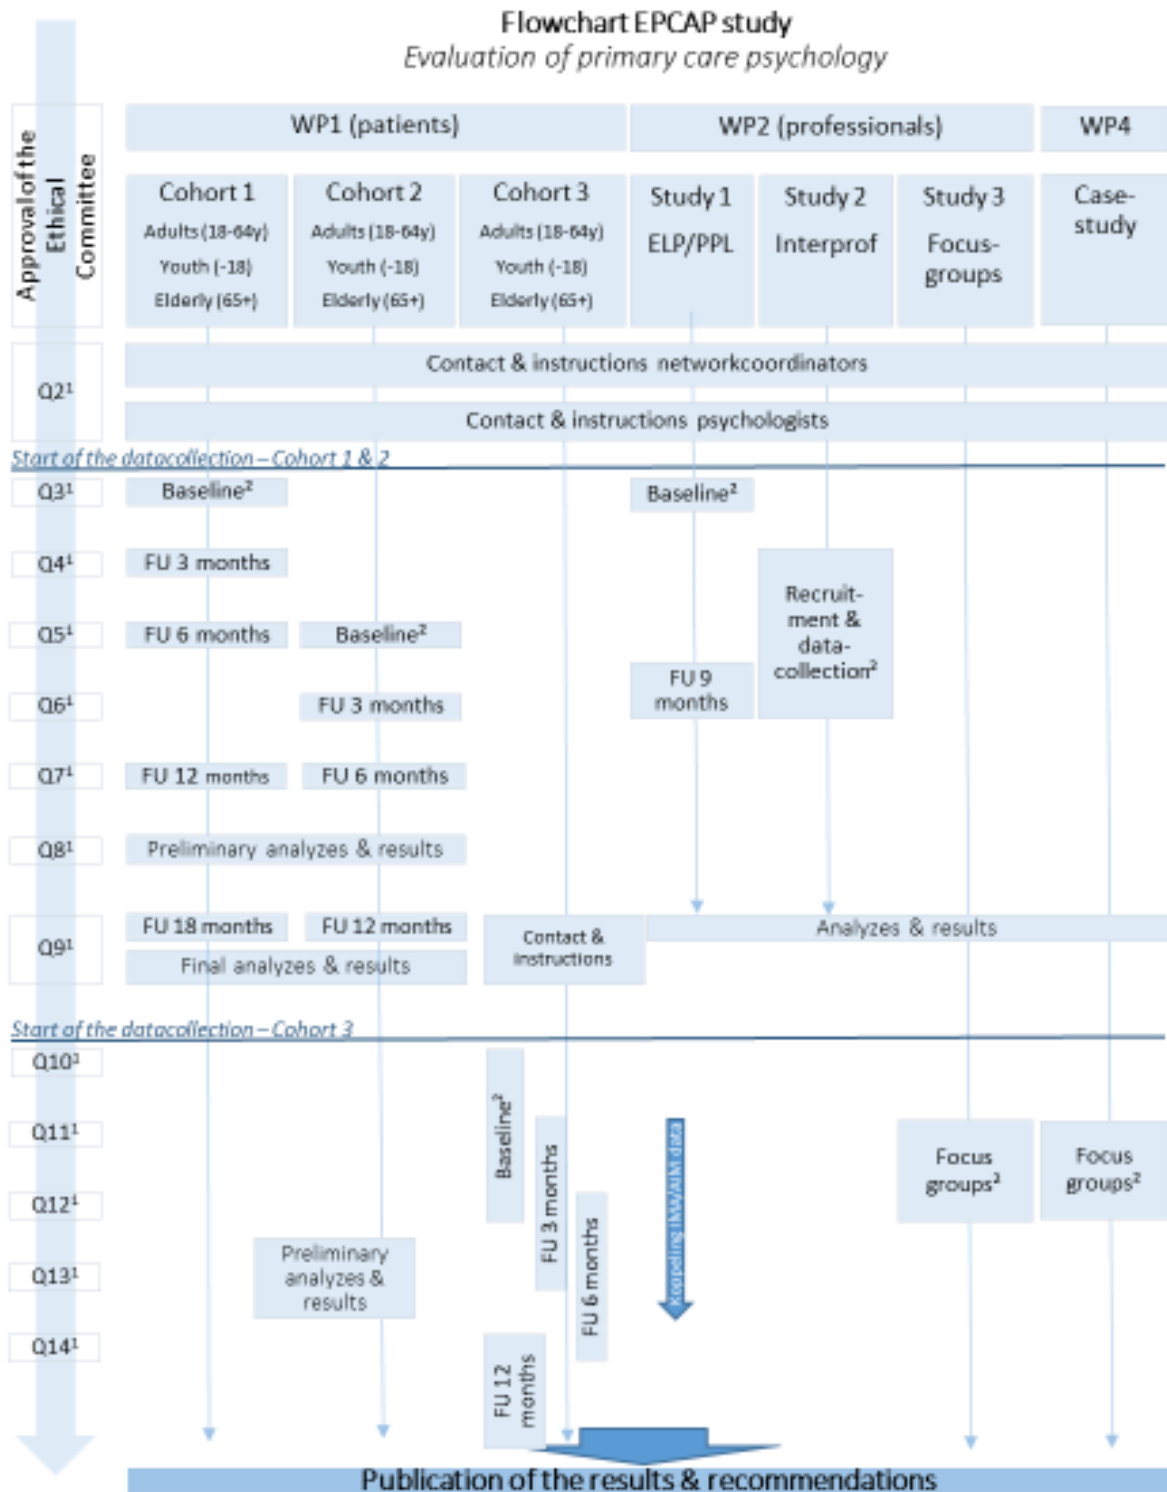 Flowchart EPCAP study
Evaluation of primary care psychology
Approval of the
Ethical
Committee
WP1 (patients)
WP2 (professionals)
WP4
Cohort 1
Adults (18-64y)
Youth (-18)
Elderly (65+)
Cohort 2
Adults (18-64y)
Youth (-18)
Elderly (65+)
Cohort 3
Adults (18-64y)
Youth (-18)
Elderly (65+)
Study 1
ELP/PPL
Study 2
Interprof
Study 3
Focus-
groups
Case-
study
Q2¹
Contact & instructions networkcoordinators
Contact & instructions psychologists
Start of the datacollection – Cohort 1 & 2
Q3¹
Baseline²
Baseline²
Q4¹
FU 3 months
Recruit-
ment &
data-
collection²
Q5¹
FU 6 months
Baseline²
FU 9
months
Q6¹
FU 3 months
Q7¹
FU 12 months
FU 6 months
Q8¹
Preliminary analyzes & results
Q9¹
FU 18 months
FU 12 months
Final analyzes & results
Contact &
instructions
Analyzes & results
Start of the datacollection – Cohort 3
Q10¹
Baseline²
Q11¹
FU 3 months
Koppeling IMA/AIM data
Focus
groups²
Focus
groups²
Q12¹
FU 6 months
Q13¹
Preliminary
analyzes &
results
Q14¹
FU 12
months
Publication of the results & recommendations